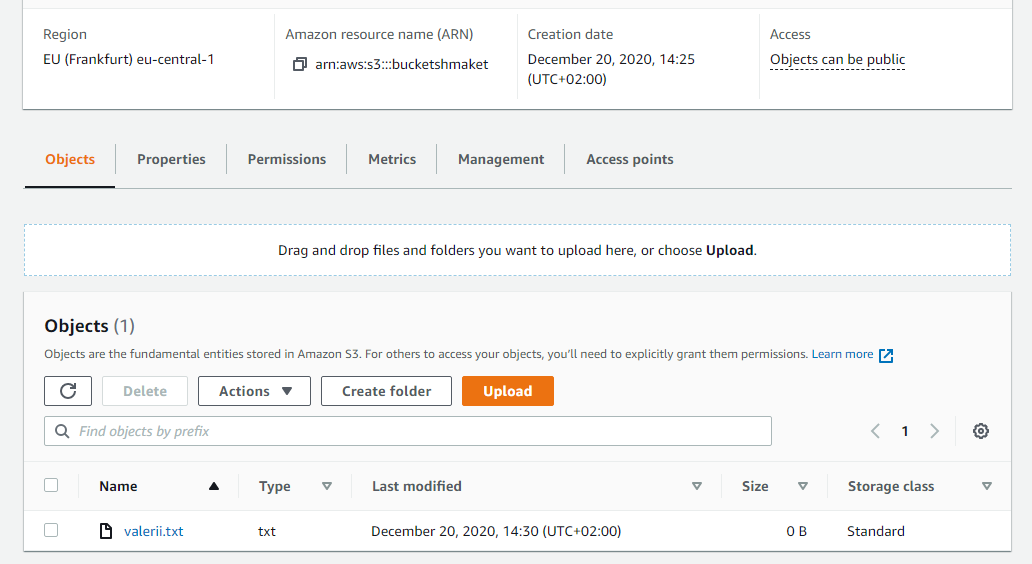 Region
Amazon resource name (ARN)
Creation date
Access
EU (Frankfurt) eu-central-1
arn:aws:s3:::bucketshmaket
December 20, 2020, 14:25
(UTC+02:00)
Objects can be public
Objects
Properties
Permissions
Metrics
Management
Access points
Drag and drop files and folders you want to upload here, or choose Upload.
Objects (1)
Objects are the fundamental entities stored in Amazon S3. For others to access your objects, you'll need to explicitly grant them permissions. Learn more
Delete
Actions
Create folder
Upload
Find objects by prefix
1
Name
Type
Last modified
Size
Storage class
valerii.txt
txt
December 20, 2020, 14:30 (UTC+02:00)
0 B
Standard